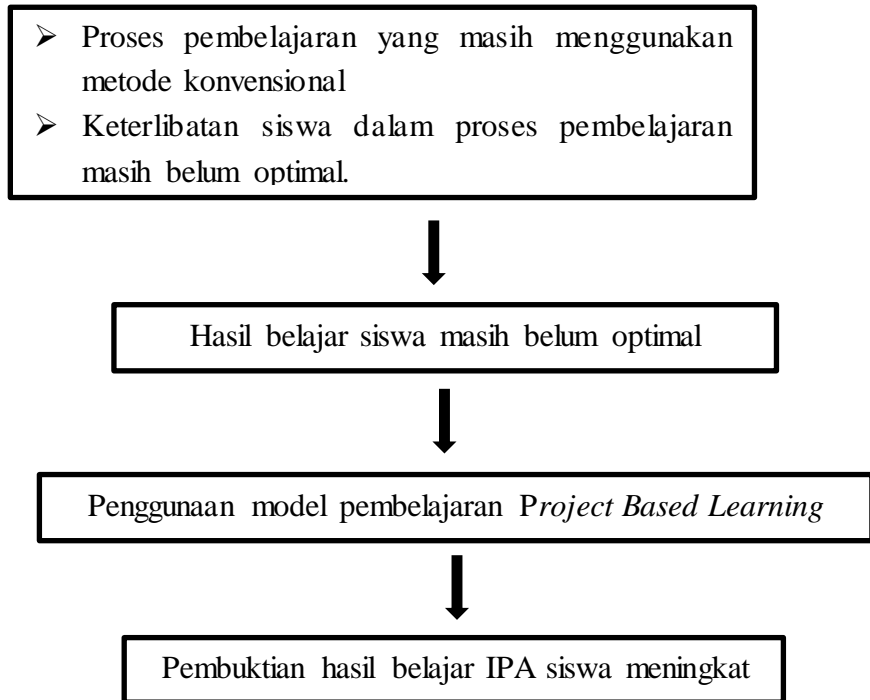 ➢ Proses pembelajaran yang masih menggunakan
metode konvensional
➢ Keterlibatan siswa dalam proses pembelajaran
masih belum optimal.
Hasil belajar siswa masih belum optimal
Penggunaan model pembelajaran Project Based Learning
Pembuktian hasil belajar IPA siswa meningkat